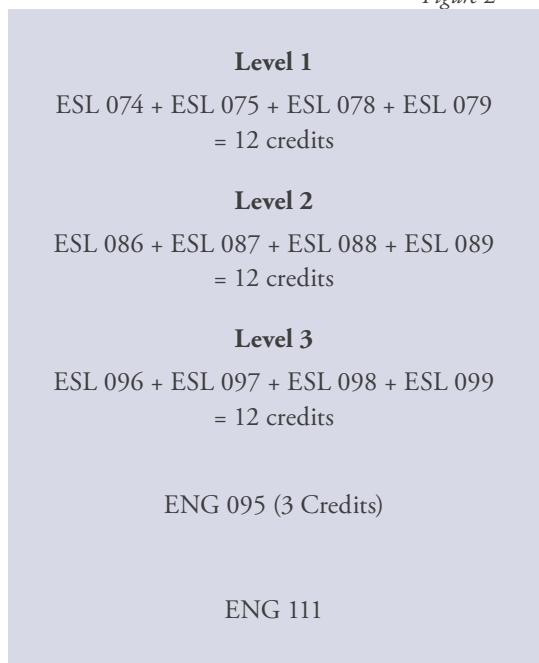 Figure 2
Level 1
ESL 074 + ESL 075 + ESL 078 + ESL 079
= 12 credits
Level 2
ESL 086 + ESL 087 + ESL 088 + ESL 089
= 12 credits
Level 3
ESL 096 + ESL 097 + ESL 098 + ESL 099
= 12 credits
ENG 095 (3 Credits)
ENG 111